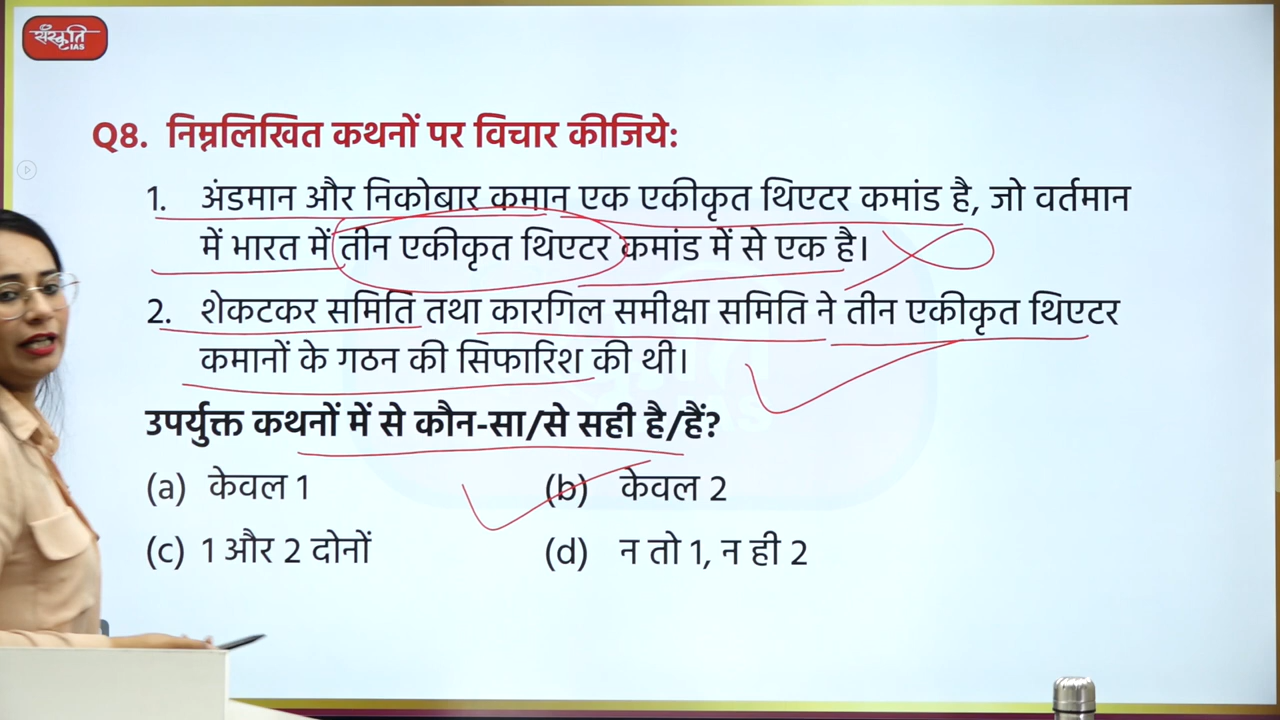 संस्कृति
IAS
Q8. निम्नलिखित कथनों पर विचार कीजिये:
1. अंडमान और निकोबार कमान एक एकीकृत थिएटर कमांड है, जो वर्तमान
में भारत में तीन एकीकृत थिएटर कमांड में से एक है।
2. शेकटकर समिति तथा कारगिल समीक्षा समिति ने तीन एकीकृत थिएटर
कमानों के गठन की सिफारिश की थी।
उपर्युक्त कथनों में से कौन-सा/से सही है/हैं?
(a) केवल 1 (b) केवल 2
(c) 1 और 2 दोनों (d) न तो 1, न ही 2